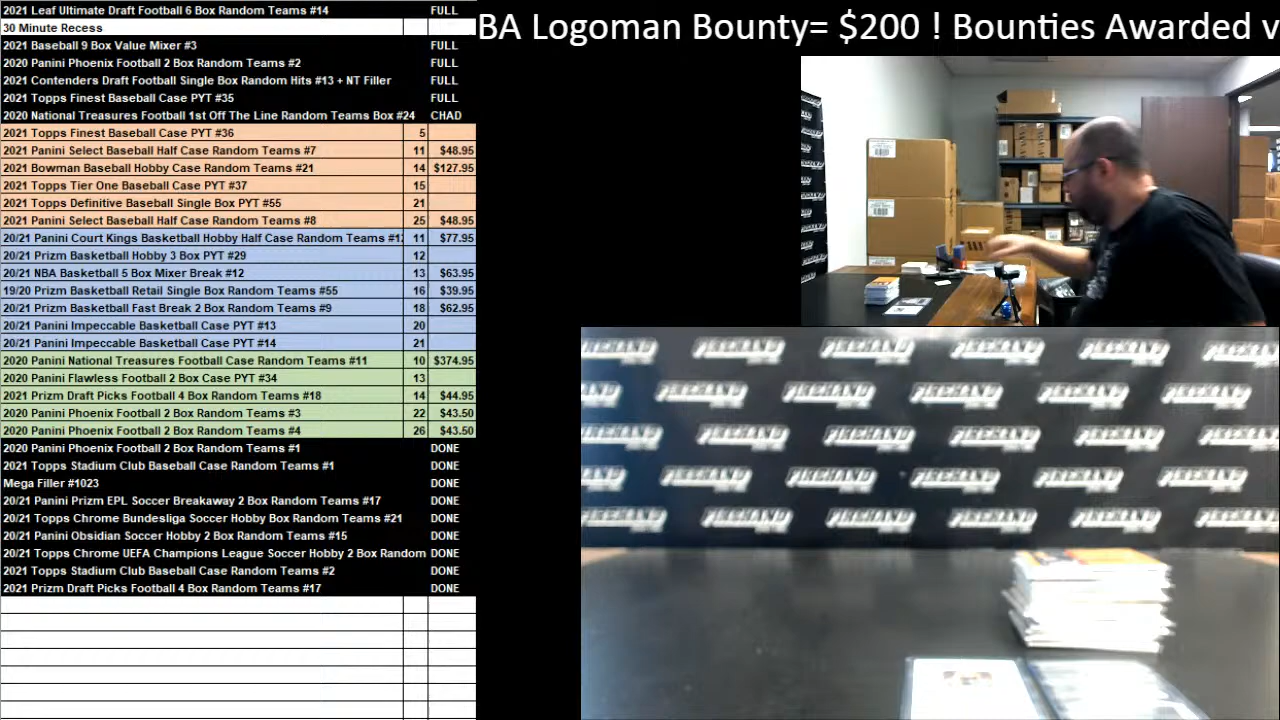 2021 Leaf Ultimate Draft Football 6 Box Random Teams #14 FULL
30 Minute Recess
2021 Baseball 9 Box Value Mixer #3 FULL
2020 Panini Phoenix Football 2 Box Random Teams #2 FULL
2021 Contenders Draft Football Single Box Random Hits #13 + NT Filler FULL
2021 Topps Finest Baseball Case PYT #35 FULL
2020 National Treasures Football 1st Off The Line Random Teams Box #24 CHAD
2021 Topps Finest Baseball Case PYT #36 5
2021 Panini Select Baseball Half Case Random Teams #7 11 $48.95
2021 Bowman Baseball Hobby Case Random Teams #21 14 $127.95
2021 Topps Tier One Baseball Case PYT #37 15
2021 Topps Definitive Baseball Single Box PYT #55 21
2021 Panini Select Baseball Half Case Random Teams #8 25 $48.95
20/21 Panini Court Kings Basketball Hobby Half Case Random Teams 11 $77.95
20/21 Prizm Basketball Hobby 3 Box PYT #29 12
20/21 NBA Basketball 5 Box Mixer Break #12 13 $63.95
19/20 Prizm Basketball Retail Single Box Random Teams #55 16 $39.95
20/21 Prizm Basketball Fast Break 2 Box Random Teams #9 18 $62.95
20/21 Panini Impeccable Basketball Case PYT #13 20
20/21 Panini Impeccable Basketball Case PYT #14 21
2020 Panini National Treasures Football Case Random Teams #11 10 $374.95
2020 Panini Flawless Football 2 Box Case PYT #34 13
2021 Prizm Draft Picks Football 4 Box Random Teams #18 14 $44.95
2020 Panini Phoenix Football 2 Box Random Teams #3 22 $43.50
2020 Panini Phoenix Football 2 Box Random Teams #4 26 $43.50
2020 Panini Phoenix Football 2 Box Random Teams #1 DONE
2021 Topps Stadium Club Baseball Case Random Teams #1 DONE
Mega Filler #1023 DONE
20/21 Panini Prizm EPL Soccer Breakaway 2 Box Random Teams #17 DONE
20/21 Topps Chrome Bundesliga Soccer Hobby Box Random Teams #21 DONE
20/21 Panini Obsidian Soccer Hobby 2 Box Random Teams #15 DONE
20/21 Topps Chrome UEFA Champions League Soccer Hobby 2 Box Random DONE
2021 Topps Stadium Club Baseball Case Random Teams #2 DONE
2021 Prizm Draft Picks Football 4 Box Random Teams #17 DONE
BA Logoman Bounty= $200 ! Bounties Awarded v